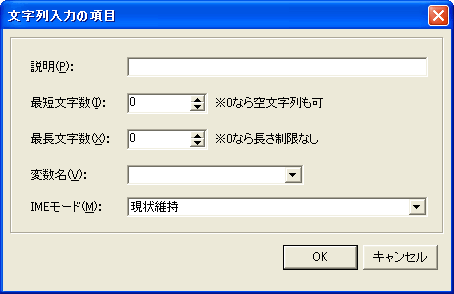 文字列入力の項目
説明(P):
最短文字数(I): 0 ※0なら空文字列も可
最長文字数(X): 0 ※0なら長さ制限なし
変数名(V):
IMEモード(M): 現状維持
OK キャンセル